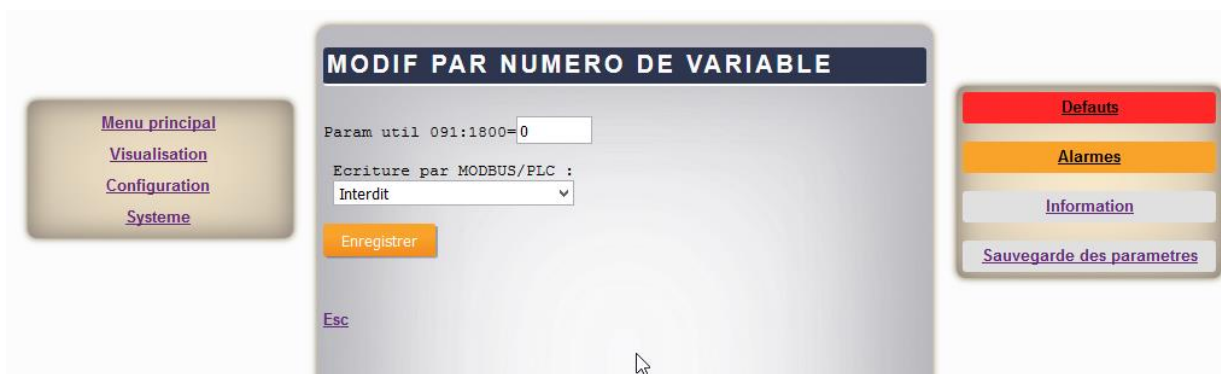 MODIF PAR NUMERO DE VARIABLE
Menu principal
Visualisation
Configuration
Systeme
Param util 091:1800=0
Ecriture par MODBUS/PLC :
Interdit
Enregistrer
Esc
Defauts
Alarmes
Information
Sauvegarde des parametres